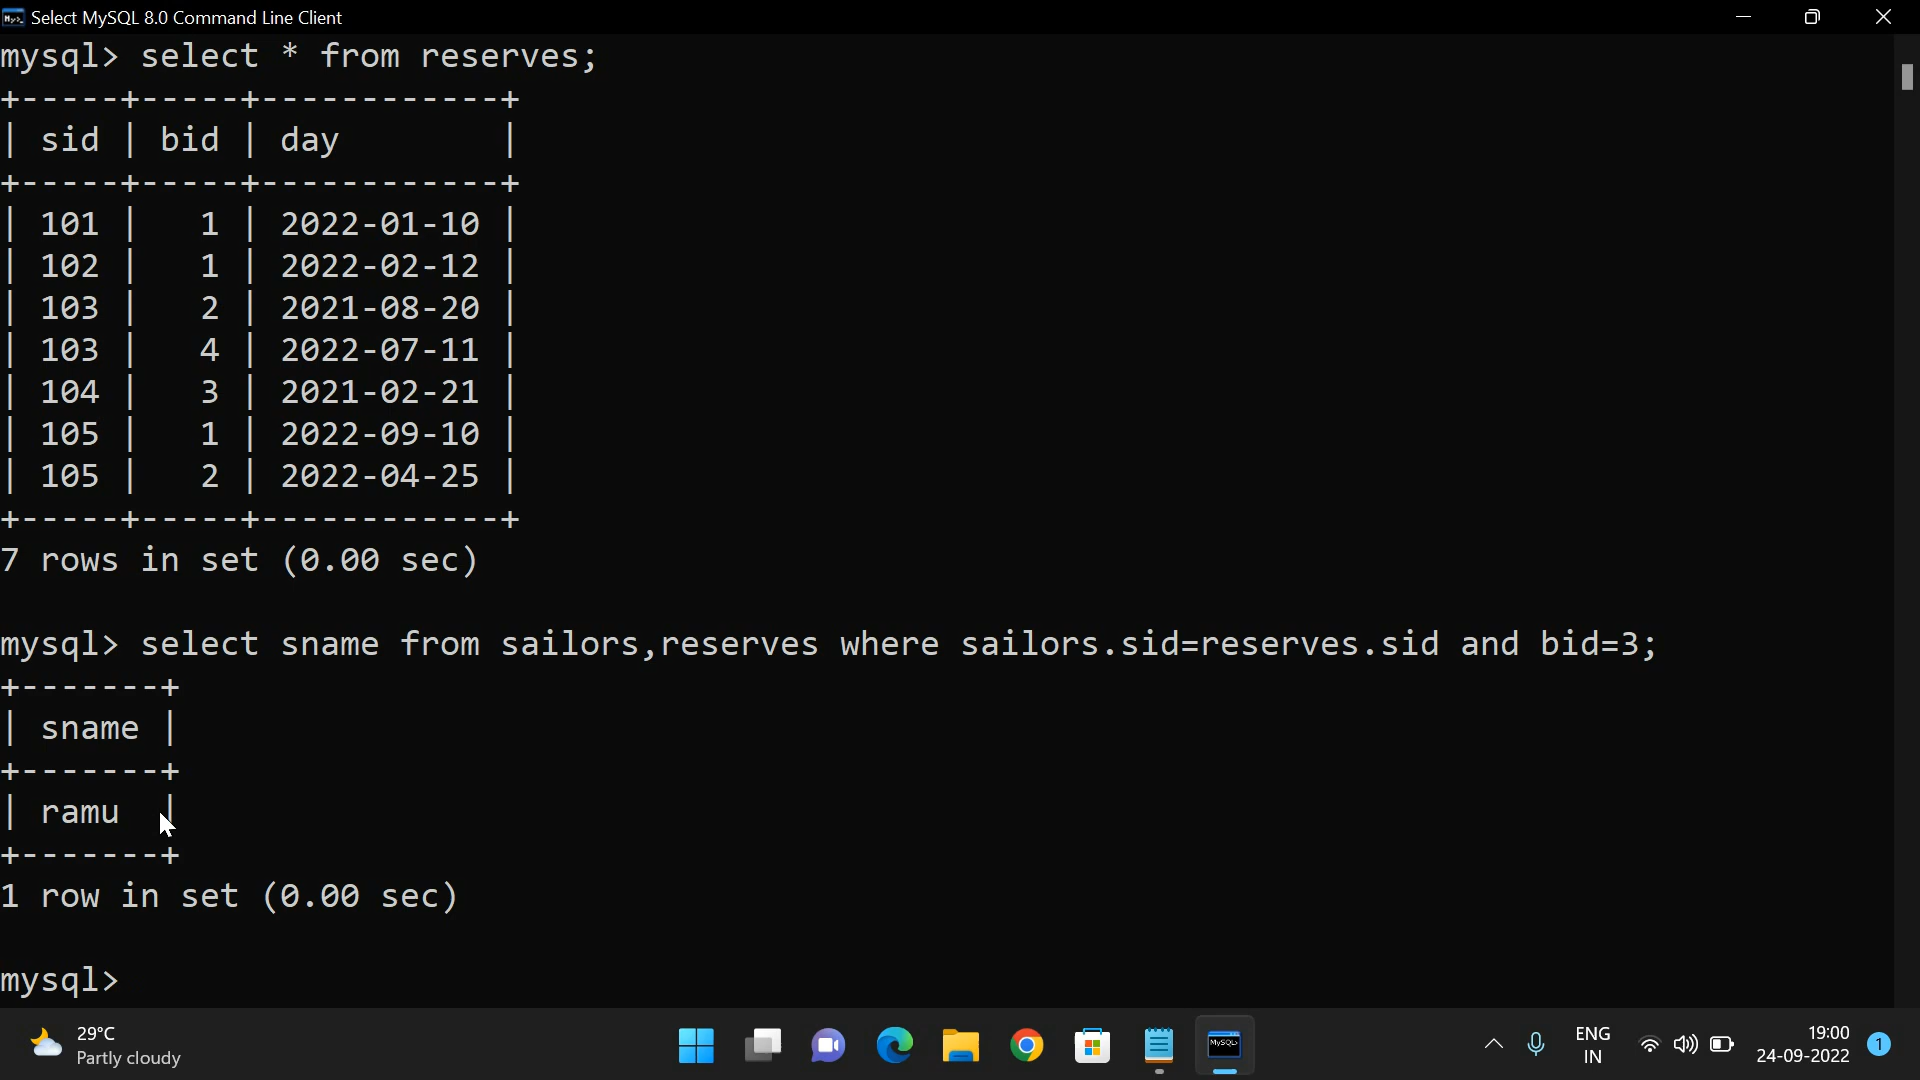 Select MySQL 8.0 Command Line Client
mysql> select * from reserves;
+-----+-----+------------+
| sid | bid | day        |
+-----+-----+------------+
| 101 |   1 | 2022-01-10 |
| 102 |   1 | 2022-02-12 |
| 103 |   2 | 2021-08-20 |
| 103 |   4 | 2022-07-11 |
| 104 |   3 | 2021-02-21 |
| 105 |   1 | 2022-09-10 |
| 105 |   2 | 2022-04-25 |
+-----+-----+------------+
7 rows in set (0.00 sec)
mysql> select sname from sailors,reserves where sailors.sid=reserves.sid and bid=3;
+-------+
| sname |
+-------+
| ramu  |
+-------+
1 row in set (0.00 sec)
mysql>
29°C
Partly cloudy
MySQL>
ENG
IN
19:00
24-09-2022
1